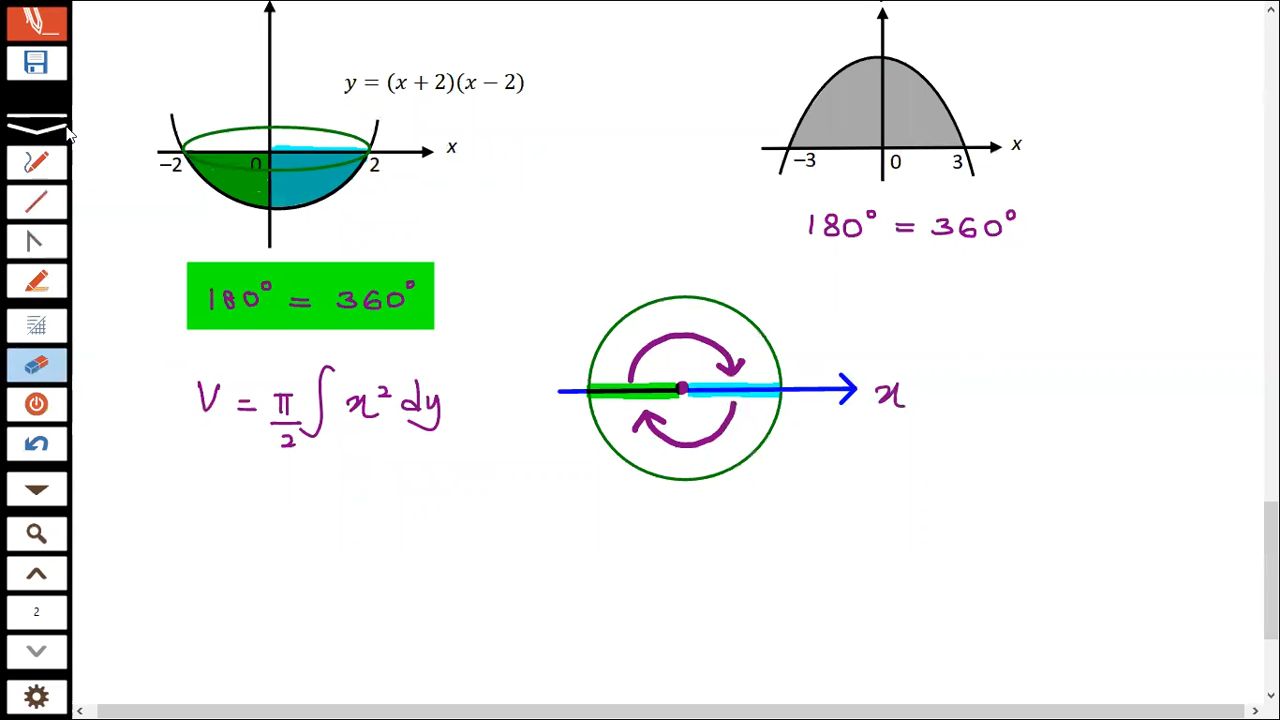 y = (x + 2)(x − 2)
x
−2
0
2
180° = 360°
V = π/2 ∫ x² dy
x
−3
0
3
180° = 360°
x
2